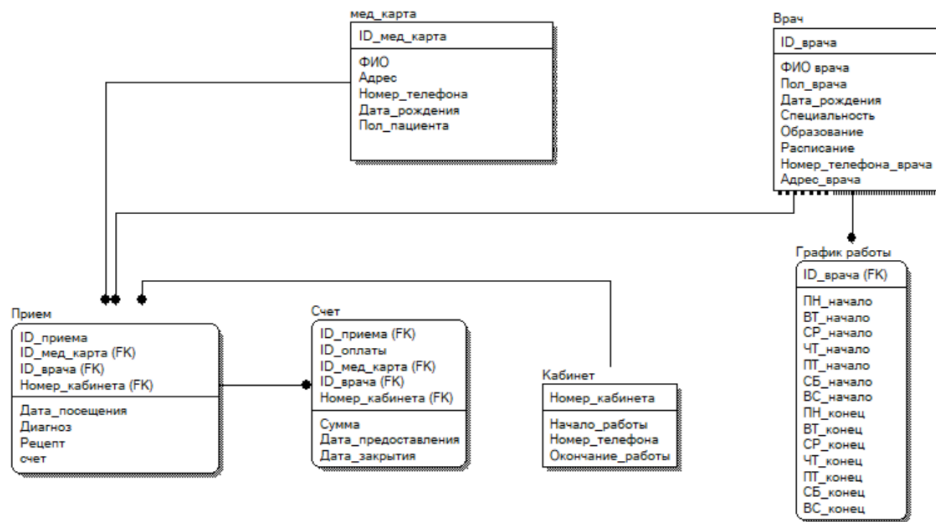 мед_карта
ID_мед_карта
ФИО
Адрес
Номер_телефона
Дата_рождения
Пол_пациента
Врач
ID_врача
ФИО врача
Пол_врача
Дата_рождения
Специальность
Образование
Расписание
Номер_телефона_врача
Адрес_врача
Прием
ID_приема
ID_мед_карта (FK)
ID_врача (FK)
Номер_кабинета (FK)
Дата_посещения
Диагноз
Рецепт
счет
Счет
ID_приема (FK)
ID_оплаты
ID_мед_карта (FK)
ID_врача (FK)
Номер_кабинета (FK)
Сумма
Дата_предоставления
Дата_закрытия
Кабинет
Номер_кабинета
Начало_работы
Номер_телефона
Окончание_работы
График работы
ID_врача (FK)
ПН_начало
ВТ_начало
СР_начало
ЧТ_начало
ПТ_начало
СБ_начало
ВС_начало
ПН_конец
ВТ_конец
СР_конец
ЧТ_конец
ПТ_конец
СБ_конец
ВС_конец